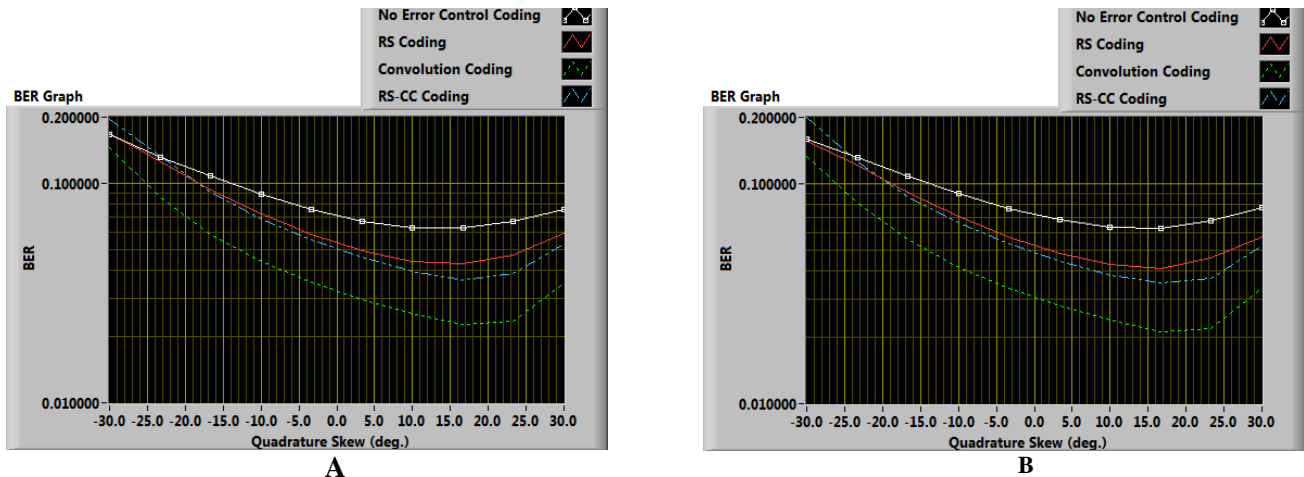 No Error Control Coding
RS Coding
Convolution Coding
RS-CC Coding
BER Graph
0.200000
0.100000
0.010000
BER
-30.0 -25.0 -20.0 -15.0 -10.0 -5.0 0.0 5.0 10.0 15.0 20.0 25.0 30.0
Quadrature Skew (deg.)
A
No Error Control Coding
RS Coding
Convolution Coding
RS-CC Coding
BER Graph
0.200000
0.100000
0.010000
BER
-30.0 -25.0 -20.0 -15.0 -10.0 -5.0 0.0 5.0 10.0 15.0 20.0 25.0 30.0
Quadrature Skew (deg.)
B